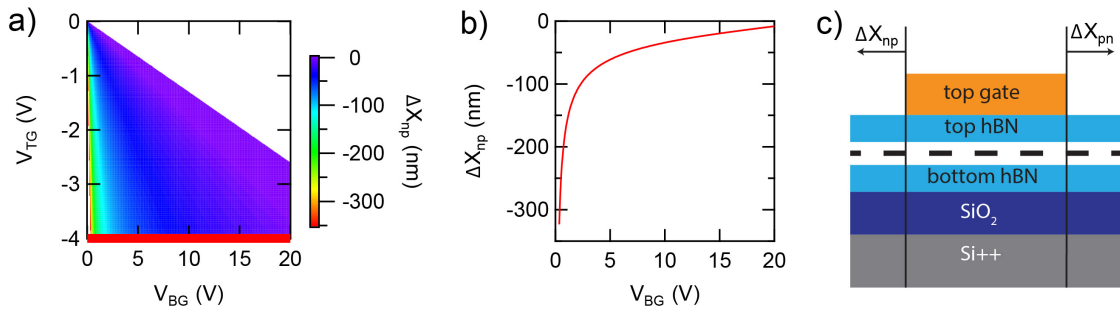 a)
0
-1
-2
-3
-4
V_TG (V)
0
5
10
15
20
V_BG (V)
0
-100
-200
-300
ΔX_np (nm)
b)
0
-100
-200
-300
ΔX_np (nm)
0
5
10
15
20
V_BG (V)
c)
ΔX_np
ΔX_pn
top gate
top hBN
bottom hBN
SiO₂
Si++